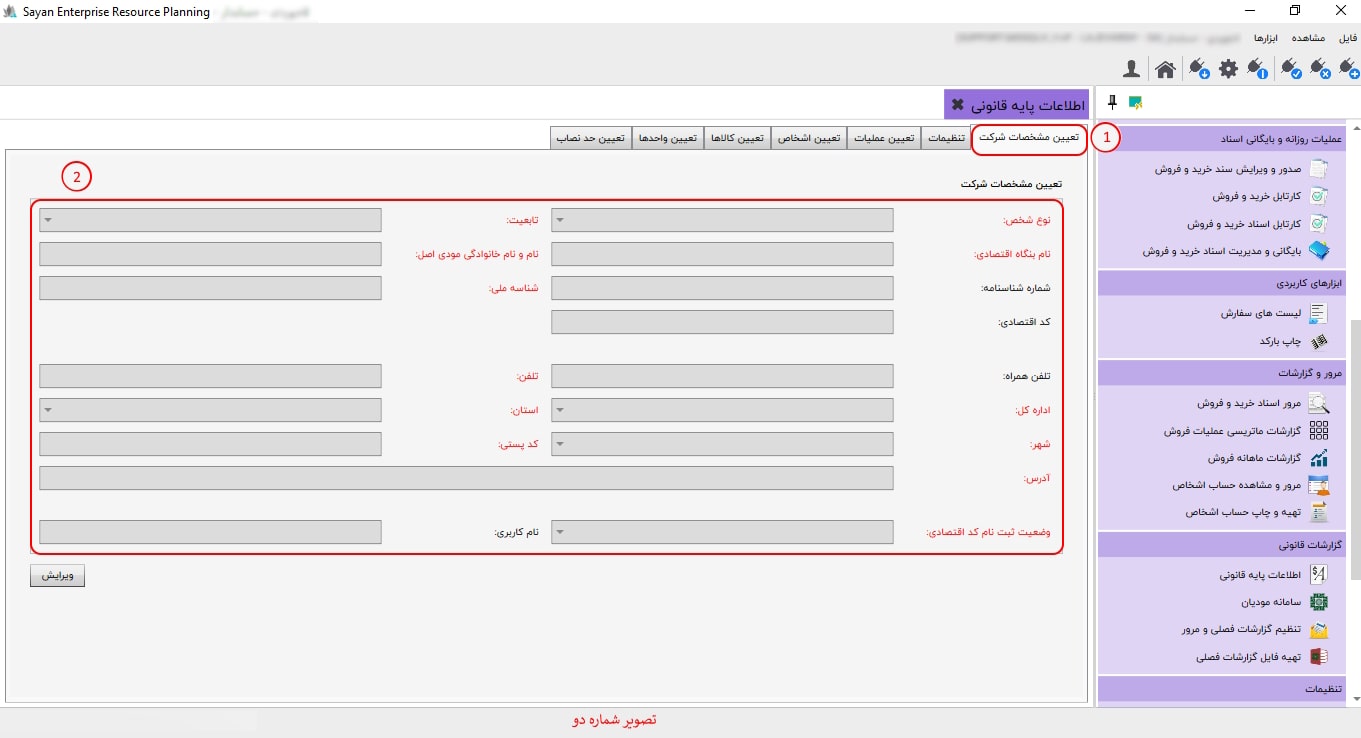 Sayan Enterprise Resource Planning
فایل مشاهده ابزارها
اطلاعات پایه قانونی ✖
تعیین مشخصات شرکت تنظیمات تعیین عملیات تعیین اشخاص تعیین کالاها تعیین واحدها تعیین حد نصاب
1
2
تعیین مشخصات شرکت
نوع شخص: تابعیت:
نام بنگاه اقتصادی: نام و نام خانوادگی مودی اصل:
شماره شناسنامه: شناسه ملی:
کد اقتصادی:
تلفن همراه: تلفن:
اداره کل: استان:
شهر: کد پستی:
آدرس:
وضعیت ثبت نام کد اقتصادی: نام کاربری:
ویرایش
عملیات روزانه و بایگانی اسناد
صدور و ویرایش سند خرید و فروش
کارتابل خرید و فروش
کارتابل اسناد خرید و فروش
بایگانی و مدیریت اسناد خرید و فروش
ابزارهای کاربردی
لیست های سفارش
چاپ بارکد
مرور و گزارشات
مرور اسناد خرید و فروش
گزارشات ماتریسی عملیات فروش
گزارشات ماهانه فروش
مرور و مشاهده حساب اشخاص
تهیه و چاپ حساب اشخاص
گزارشات قانونی
اطلاعات پایه قانونی
سامانه مودیان
تنظیم گزارشات فصلی و مرور
تهیه فایل گزارشات فصلی
تنظیمات
تصویر شماره دو